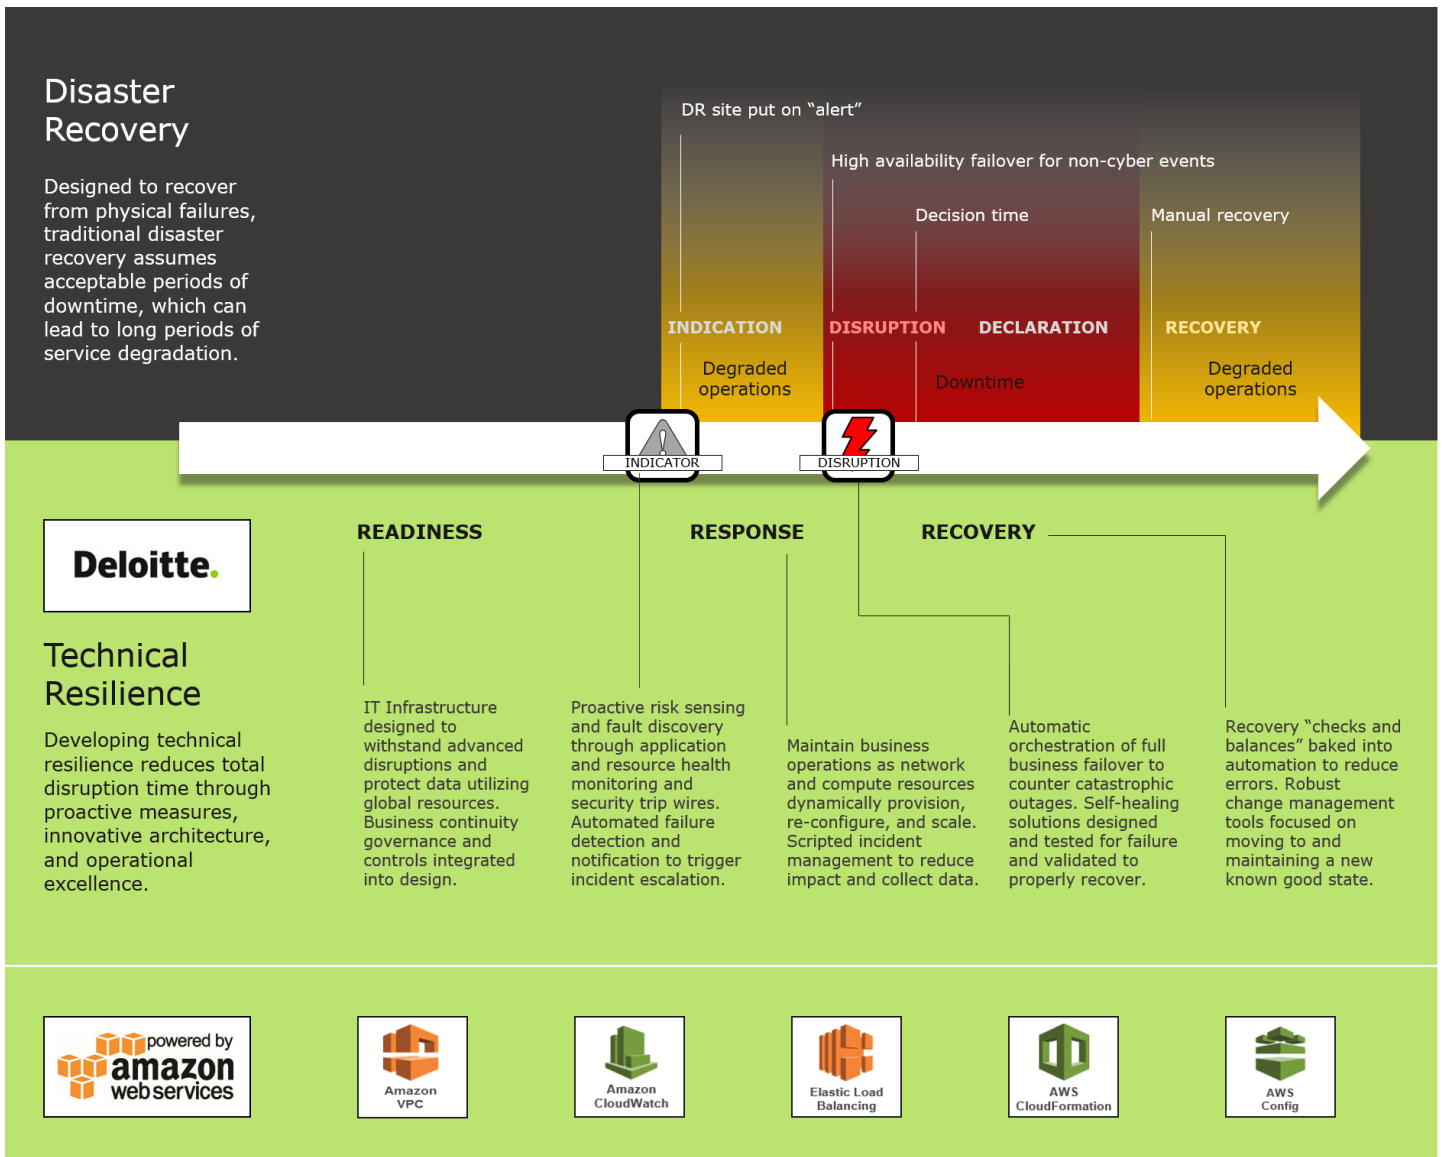 Disaster
Recovery
Designed to recover
from physical failures,
traditional disaster
recovery assumes
acceptable periods of
downtime, which can
lead to long periods of
service degradation.
DR site put on “alert”
High availability failover for non-cyber events
Decision time
Manual recovery
INDICATION
DISRUPTION
DECLARATION
RECOVERY
Degraded
operations
Downtime
Degraded
operations
INDICATOR
DISRUPTION
Deloitte.
Technical
Resilience
Developing technical
resilience reduces total
disruption time through
proactive measures,
innovative architecture,
and operational
excellence.
READINESS
RESPONSE
RECOVERY
IT Infrastructure
designed to
withstand advanced
disruptions and
protect data utilizing
global resources.
Business continuity
governance and
controls integrated
into design.
Proactive risk sensing
and fault discovery
through application
and resource health
monitoring and
security trip wires.
Automated failure
detection and
notification to trigger
incident escalation.
Maintain business
operations as network
and compute resources
dynamically provision,
re-configure, and scale.
Scripted incident
management to reduce
impact and collect data.
Automatic
orchestration of full
business failover to
counter catastrophic
outages. Self-healing
solutions designed
and tested for failure
and validated to
properly recover.
Recovery “checks and
balances” baked into
automation to reduce
errors. Robust
change management
tools focused on
moving to and
maintaining a new
known good state.
powered by
amazon
web services
Amazon
VPC
Amazon
CloudWatch
Elastic Load
Balancing
AWS
CloudFormation
AWS
Config